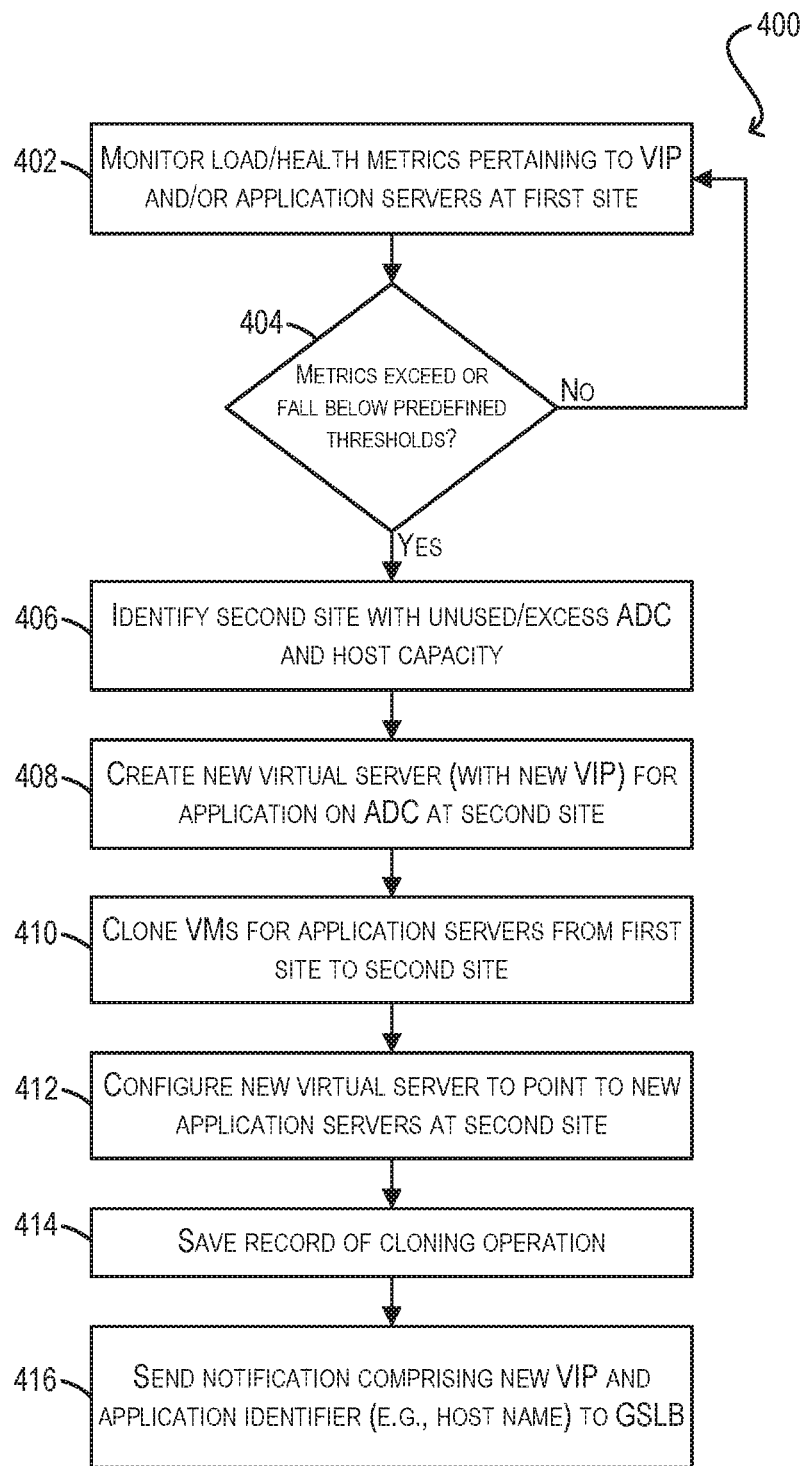 400
402
MONITOR LOAD/HEALTH METRICS PERTAINING TO VIP
AND/OR APPLICATION SERVERS AT FIRST SITE
404
METRICS EXCEED OR
FALL BELOW PREDEFINED
THRESHOLDS?
NO
YES
406
IDENTIFY SECOND SITE WITH UNUSED/EXCESS ADC
AND HOST CAPACITY
408
CREATE NEW VIRTUAL SERVER (WITH NEW VIP) FOR
APPLICATION ON ADC AT SECOND SITE
410
CLONE VMS FOR APPLICATION SERVERS FROM FIRST
SITE TO SECOND SITE
412
CONFIGURE NEW VIRTUAL SERVER TO POINT TO NEW
APPLICATION SERVERS AT SECOND SITE
414
SAVE RECORD OF CLONING OPERATION
416
SEND NOTIFICATION COMPRISING NEW VIP AND
APPLICATION IDENTIFIER (E.G., HOST NAME) TO GSLB